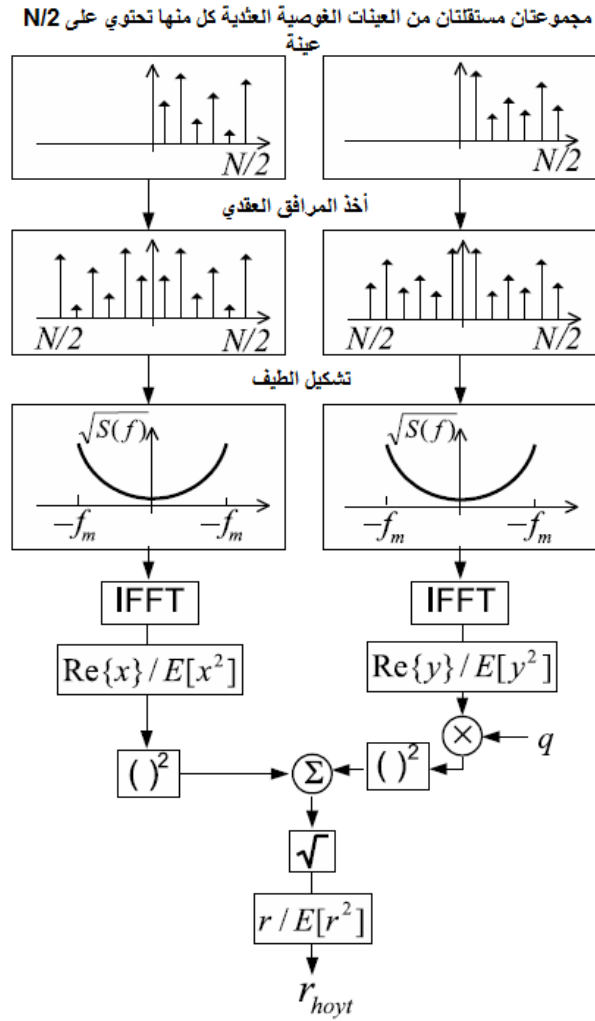 مجموعتان مستقلتان من العينات الغوصية العثدية كل منها تحتوي على N/2
عينة
N/2 N/2
أخذ المرافق العقدي
N/2 N/2 N/2 N/2
تشكيل الطيف
√S(f) √S(f)
−f_m −f_m −f_m −f_m
IFFT IFFT
Re{x} / E[x²] Re{y} / E[y²]
× q
( )² Σ ( )²
√
r / E[r²]
r_hoyt